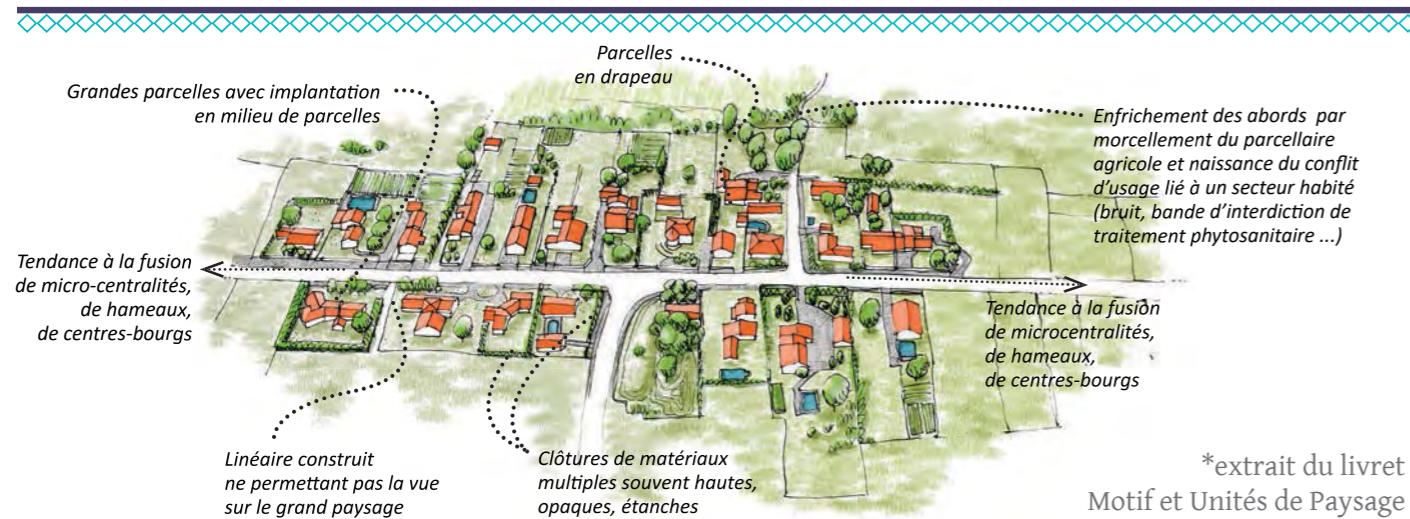 Parcelles
en drapeau
Grandes parcelles avec implantation
en milieu de parcelles
Enfrichement des abords par
morcellement du parcellaire
agricole et naissance du conflit
d’usage lié à un secteur habité
(bruit, bande d’interdiction de
traitement phytosanitaire ...)
Tendance à la fusion
de micro-centralités,
de hameaux,
de centres-bourgs
Tendance à la fusion
de microcentralités,
de hameaux,
de centres-bourgs
Linéaire construit
ne permettant pas la vue
sur le grand paysage
Clôtures de matériaux
multiples souvent hautes,
opaques, étanches
*extrait du livret
Motif et Unités de Paysage